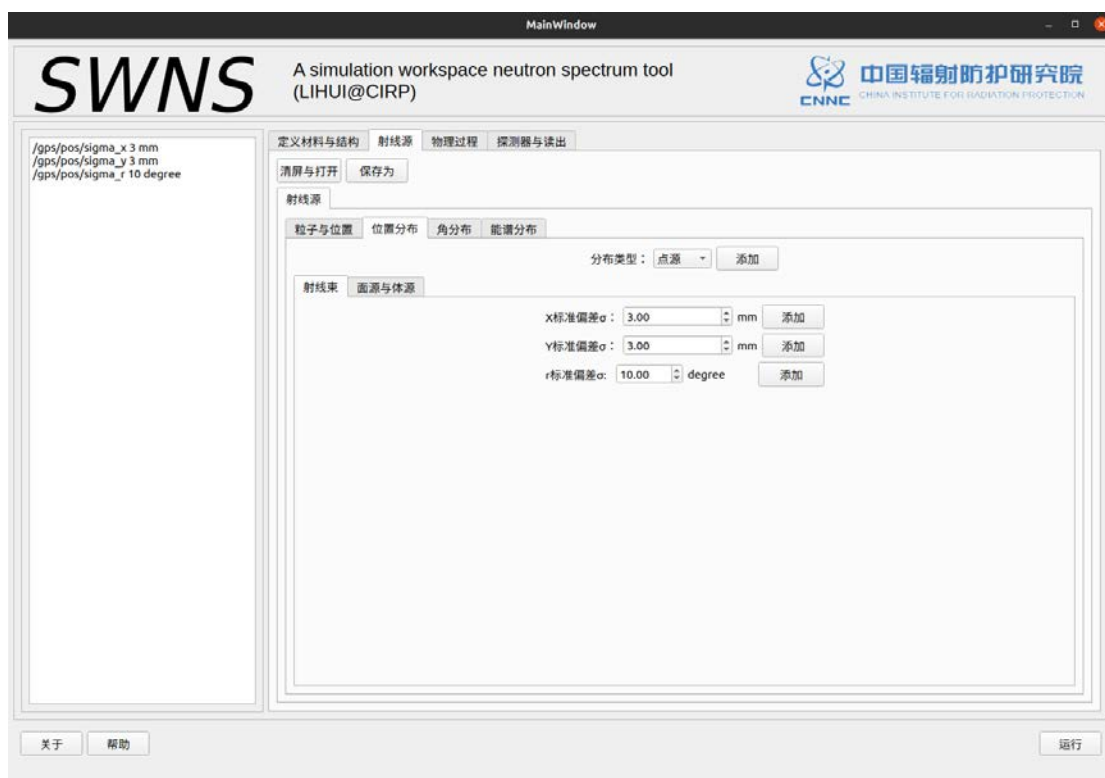 MainWindow
SWNS
A simulation workspace neutron spectrum tool
(LIHUI@CIRP)
CNNC
中国辐射防护研究院
CHINA INSTITUTE FOR RADIATION PROTECTION
/gps/pos/sigma_x 3 mm
/gps/pos/sigma_y 3 mm
/gps/pos/sigma_r 10 degree
定义材料与结构 射线源 物理过程 探测器与读出
清屏与打开 保存为
射线源
粒子与位置 位置分布 角分布 能谱分布
分布类型： 点源 添加
射线束 面源与体源
X标准偏差σ： 3.00 mm 添加
Y标准偏差σ： 3.00 mm 添加
r标准偏差σ: 10.00 degree 添加
关于 帮助 运行